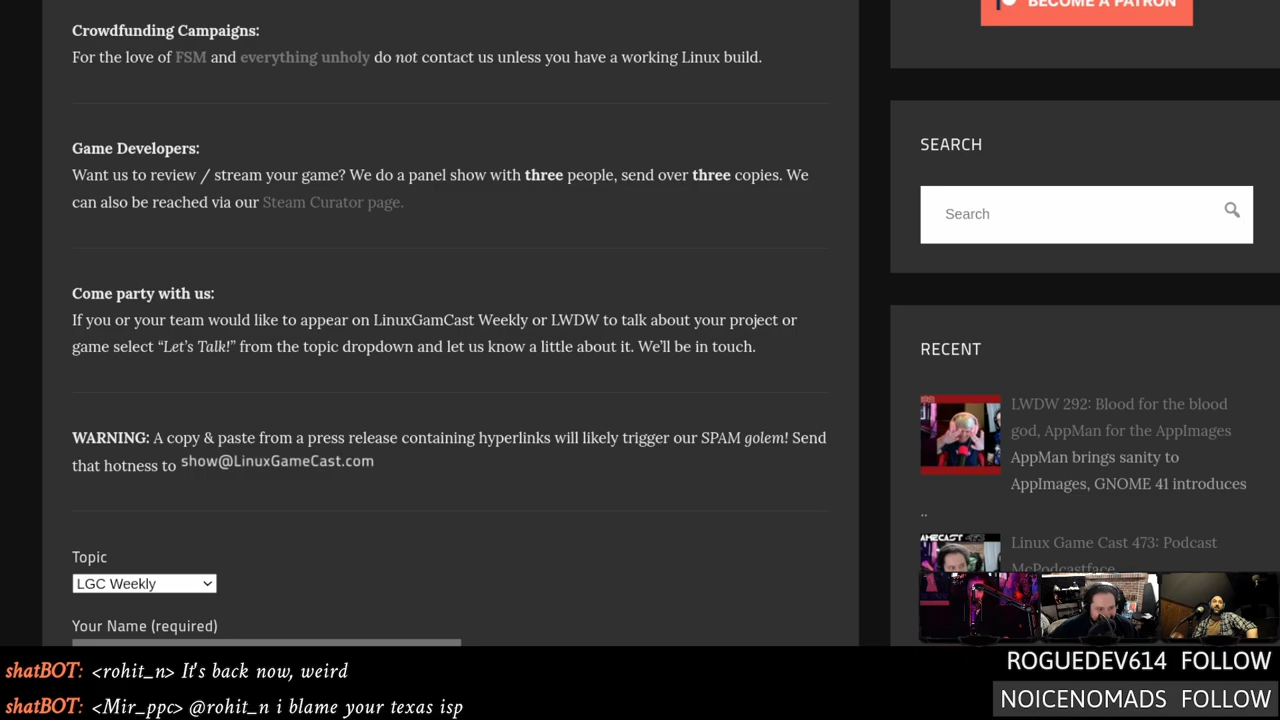 BECOME A PATRON
Crowdfunding Campaigns:
For the love of FSM and everything unholy do not contact us unless you have a working Linux build.
Game Developers:
Want us to review / stream your game? We do a panel show with three people, send over three copies. We
can also be reached via our Steam Curator page.
Come party with us:
If you or your team would like to appear on LinuxGamCast Weekly or LWDW to talk about your project or
game select “Let’s Talk!” from the topic dropdown and let us know a little about it. We’ll be in touch.
WARNING: A copy & paste from a press release containing hyperlinks will likely trigger our SPAM golem! Send
that hotness to show@LinuxGameCast.com
Topic
LGC Weekly
Your Name (required)
SEARCH
Search
RECENT
LWDW 292: Blood for the blood
god, AppMan for the AppImages
AppMan brings sanity to
AppImages, GNOME 41 introduces
..
AMECAST 473
Linux Game Cast 473: Podcast
McPodcastface
shatBOT: <rohit_n> It's back now, weird
shatBOT: <Mir_ppc> @rohit_n i blame your texas isp
ROGUEDEV614 FOLLOW
NOICENOMADS FOLLOW